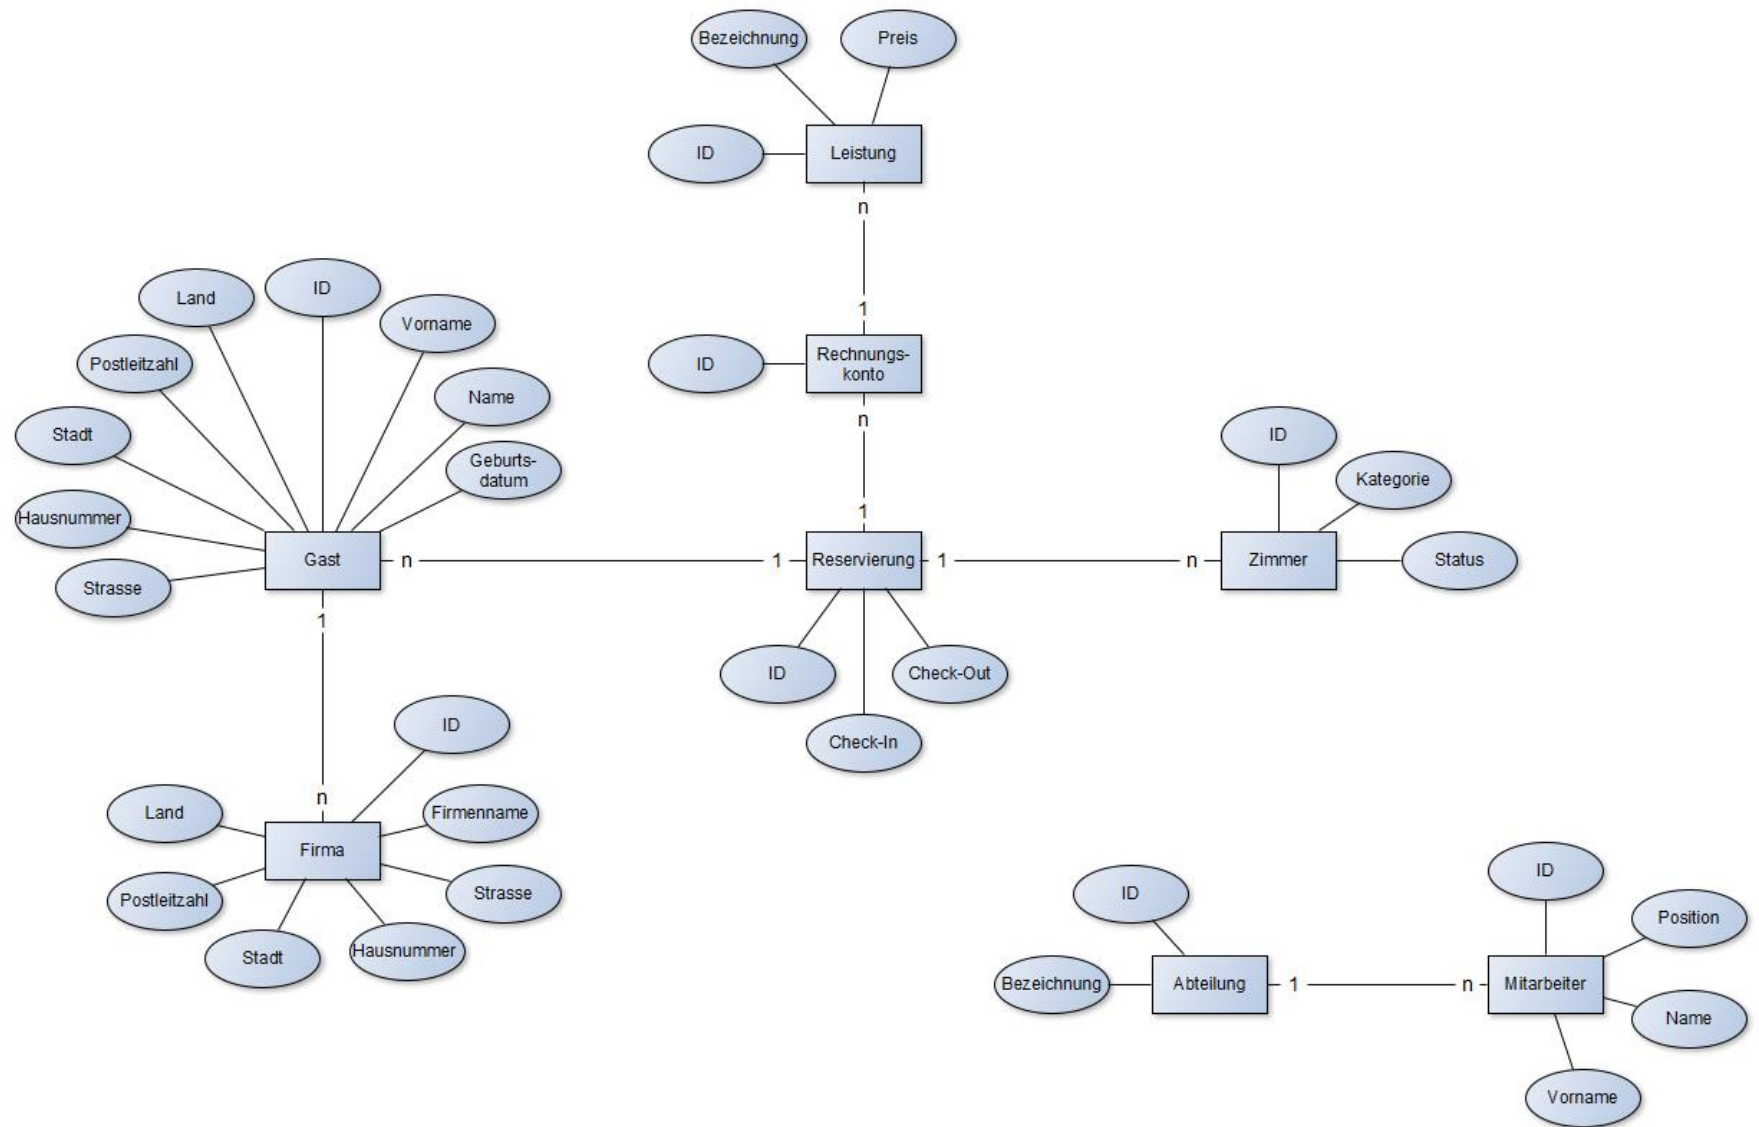 Bezeichnung
Preis
ID
Leistung
n
1
ID
Rechnungs-
konto
n
1
Land
ID
Vorname
Postleitzahl
Name
Stadt
Geburts-
datum
Hausnummer
Strasse
Gast
n
1
Reservierung
1
n
Zimmer
ID
Kategorie
Status
1
n
ID
Check-Out
Check-In
ID
Land
Firmenname
Firma
Postleitzahl
Strasse
Stadt
Hausnummer
ID
Bezeichnung
Abteilung
1
n
Mitarbeiter
ID
Position
Name
Vorname